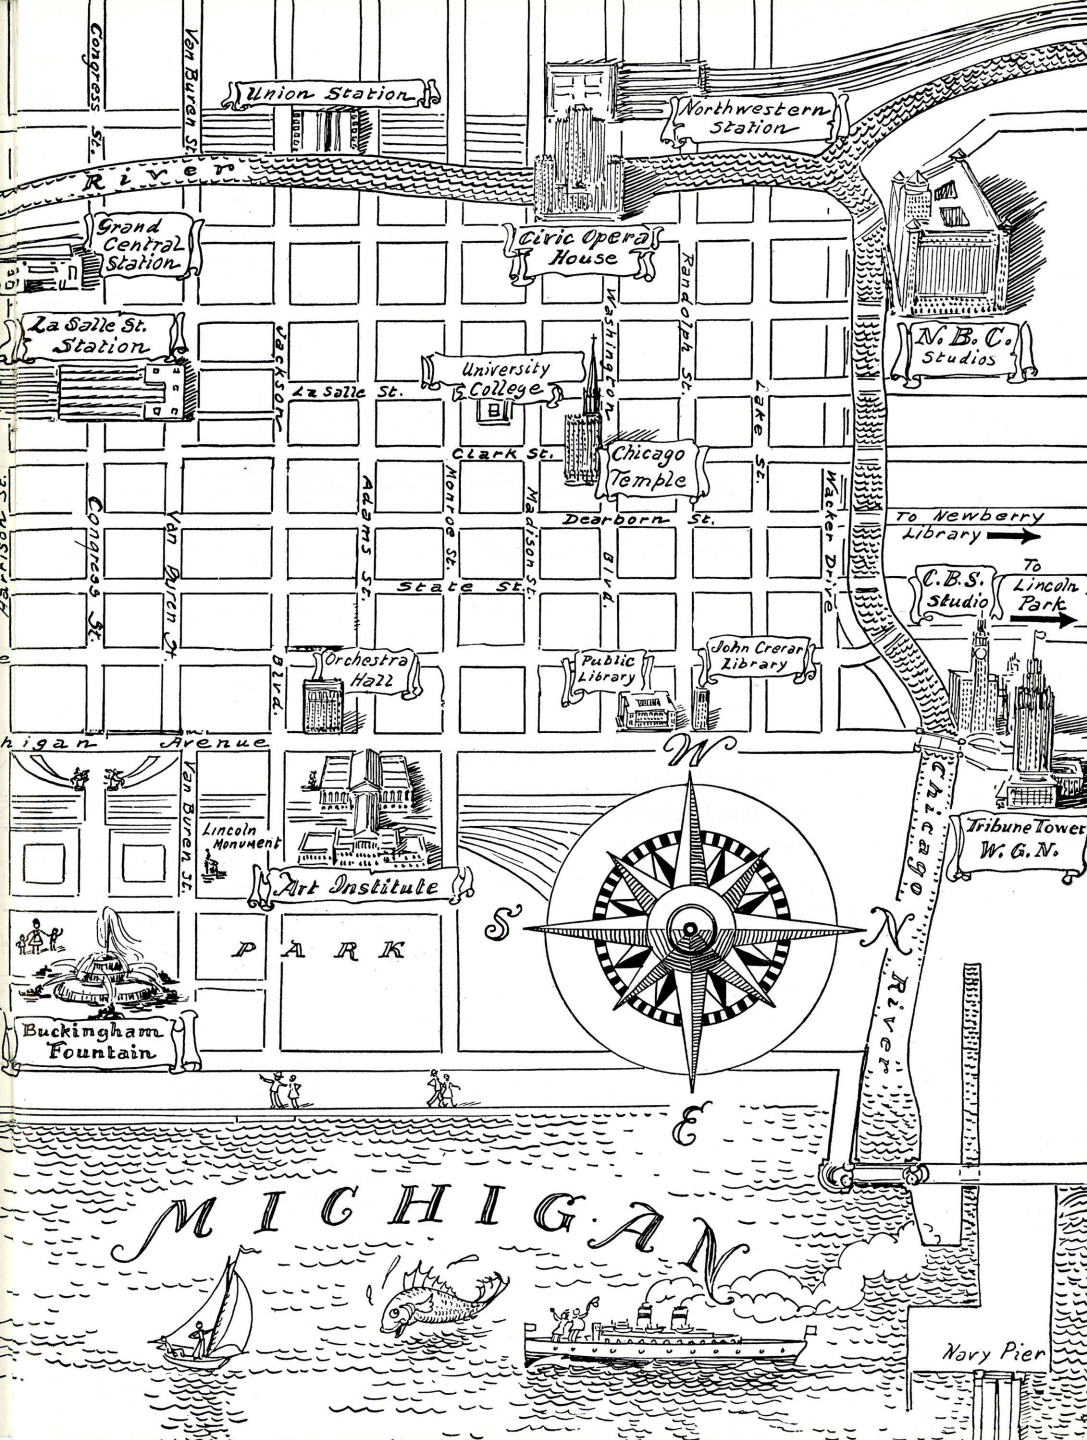 Congress St.
Van Buren St.
Union Station
Northwestern
Station
River
Grand
Central
Station
Civic Opera
House
Randolph St.
Washington
La Salle St.
Station
N.B.C.
Studios
Jackson
University
College
La Salle St.
Lake St.
Clark St.
Chicago
Temple
Adams St.
Monroe St.
Madison St.
Wacker Drive
Congress St.
Van Buren St.
Dearborn St.
To Newberry
Library
Blvd.
Harrison St
State St.
C.B.S.
Studio
To
Lincoln
Park
Orchestra
Hall
Blvd.
Public
Library
John Crerar
Library
higan Avenue
W
Van Buren St.
Lincoln
Monument
Art Institute
Chicago River
Tribune Tower
W.G.N.
S
N
PARK
Buckingham
Fountain
E
MICHIGAN
Navy Pier